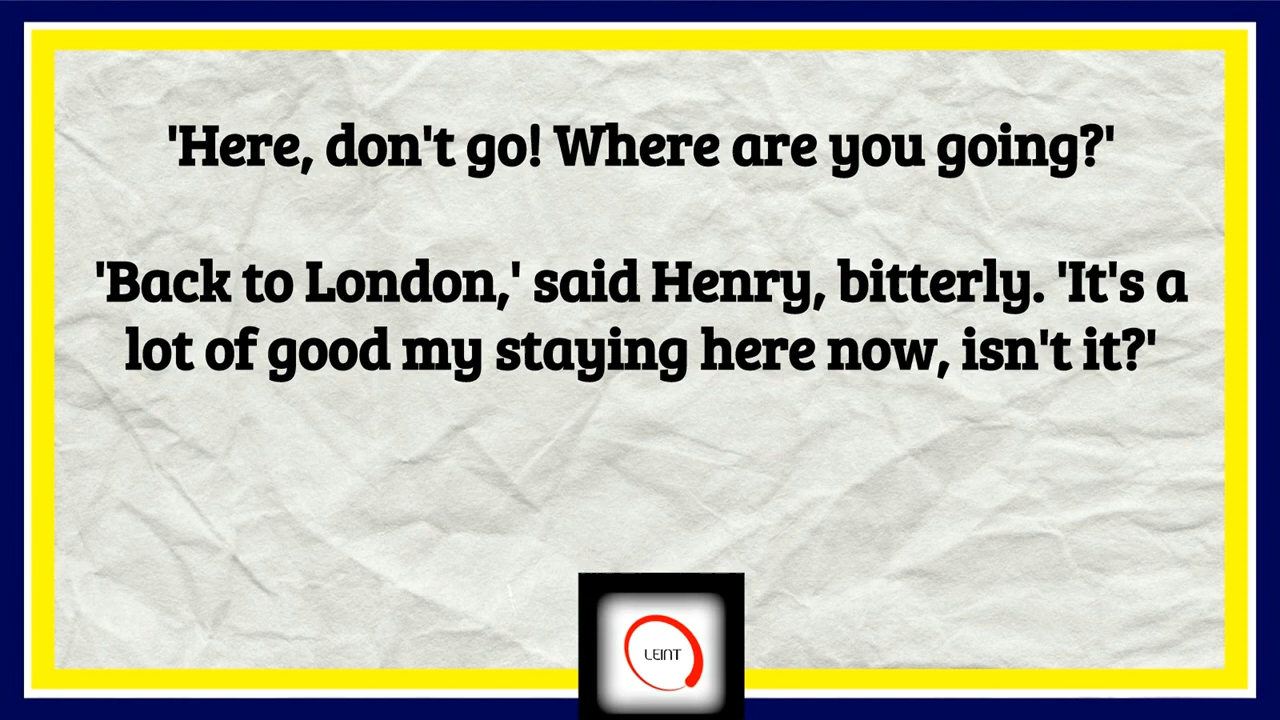 'Here, don't go! Where are you going?'
'Back to London,' said Henry, bitterly. 'It's a
lot of good my staying here now, isn't it?'
LEINT